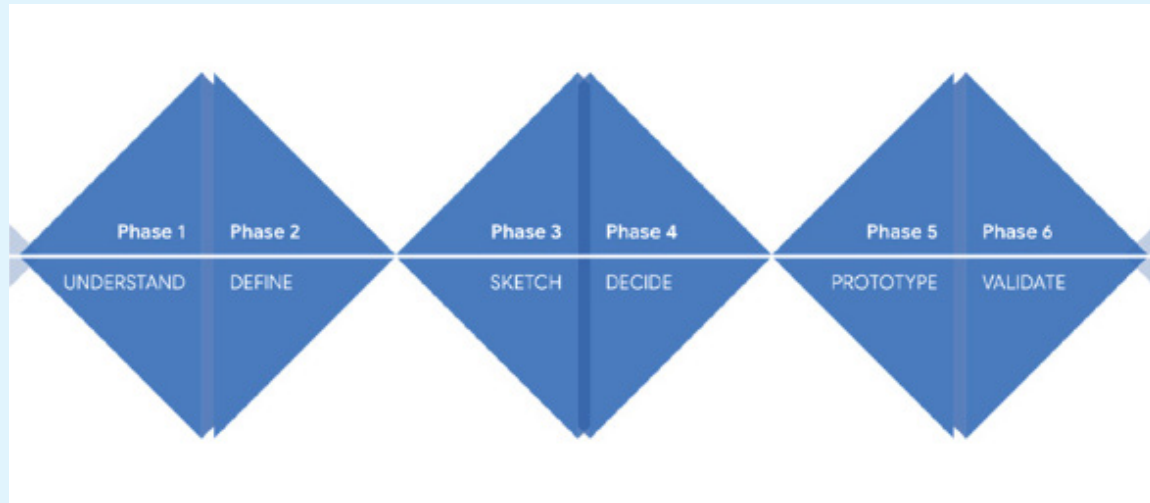 Phase 1
UNDERSTAND
Phase 2
DEFINE
Phase 3
SKETCH
Phase 4
DECIDE
Phase 5
PROTOTYPE
Phase 6
VALIDATE